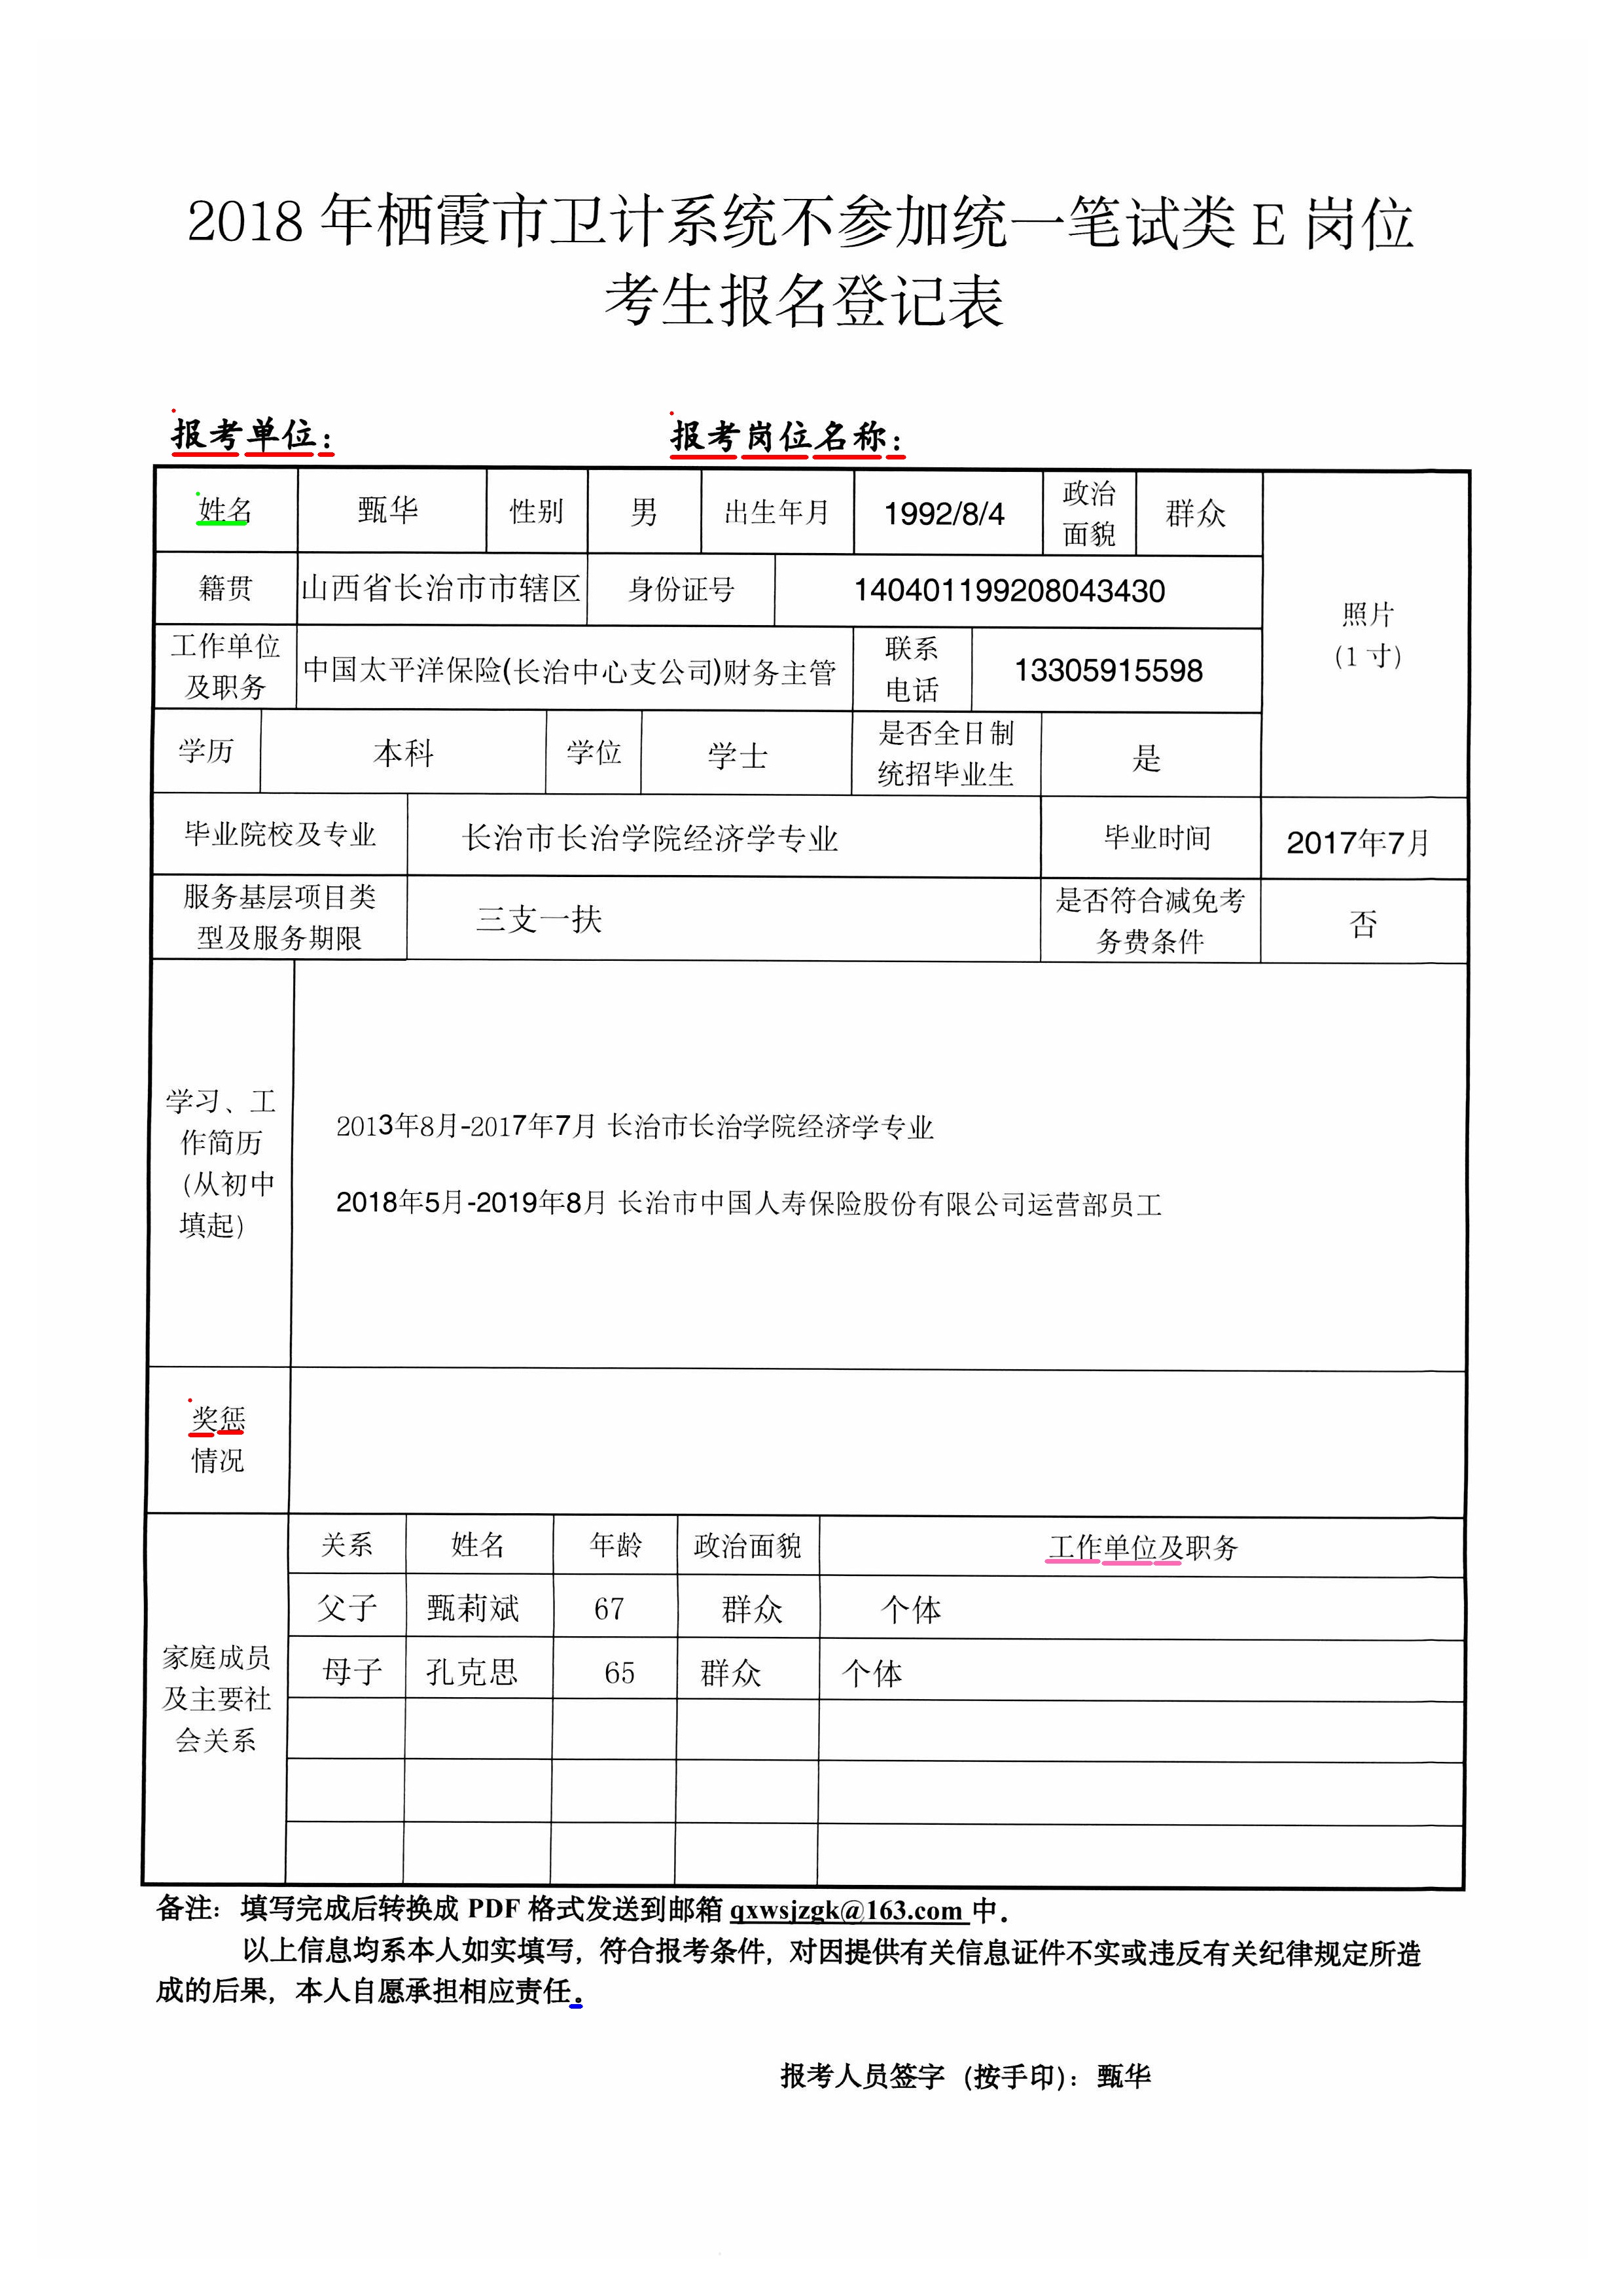 2018 年栖霞市卫计系统不参加统一笔试类 E 岗位
考生报名登记表
报考单位： 报考岗位名称：
姓名 甄华 性别 男 出生年月 1992/8/4 政治面貌 群众
籍贯 山西省长治市市辖区 身份证号 140401199208043430
照片
(1 寸)
工作单位及职务 中国太平洋保险(长治中心支公司)财务主管 联系电话 13305915598
学历 本科 学位 学士 是否全日制统招毕业生 是
毕业院校及专业 长治市长治学院经济学专业 毕业时间 2017年7月
服务基层项目类型及服务期限 三支一扶 是否符合减免考务费条件 否
学习、工作简历（从初中填起）
2013年8月-2017年7月 长治市长治学院经济学专业
2018年5月-2019年8月 长治市中国人寿保险股份有限公司运营部员工
奖惩情况
家庭成员及主要社会关系
关系 姓名 年龄 政治面貌 工作单位及职务
父子 甄莉斌 67 群众 个体
母子 孔克思 65 群众 个体
备注：填写完成后转换成 PDF 格式发送到邮箱 qxwsjzgk@163.com 中。
以上信息均系本人如实填写，符合报考条件，对因提供有关信息证件不实或违反有关纪律规定所造
成的后果，本人自愿承担相应责任。
报考人员签字（按手印）：甄华